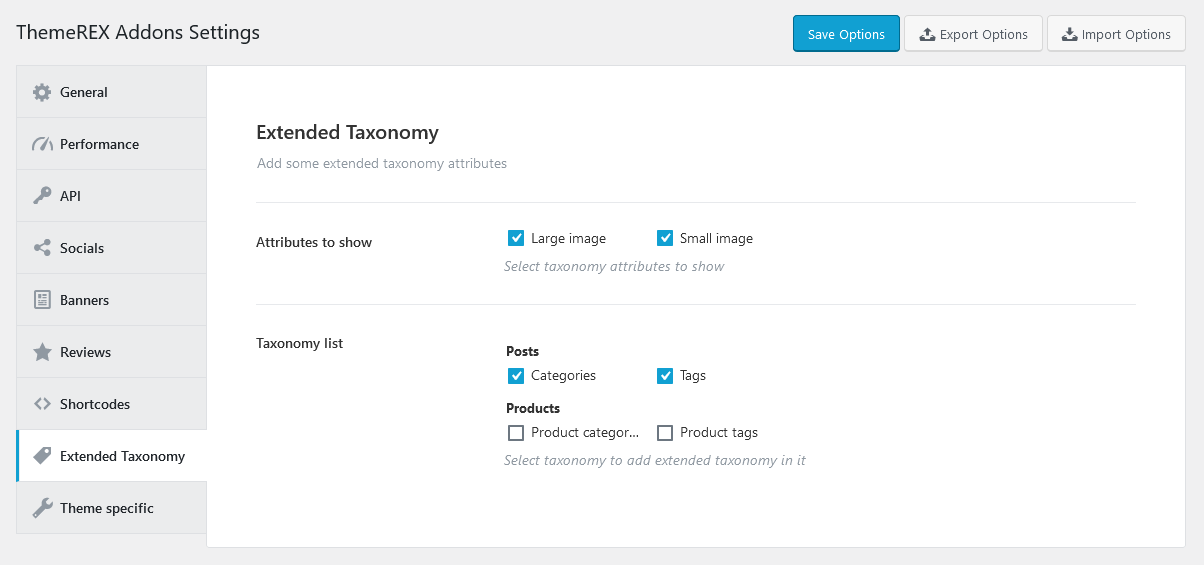 ThemeREX Addons Settings
Save Options
Export Options
Import Options
General
Performance
API
Socials
Banners
Reviews
Shortcodes
Extended Taxonomy
Theme specific
Extended Taxonomy
Add some extended taxonomy attributes
Attributes to show
Large image
Small image
Select taxonomy attributes to show
Taxonomy list
Posts
Categories
Tags
Products
Product categor...
Product tags
Select taxonomy to add extended taxonomy in it